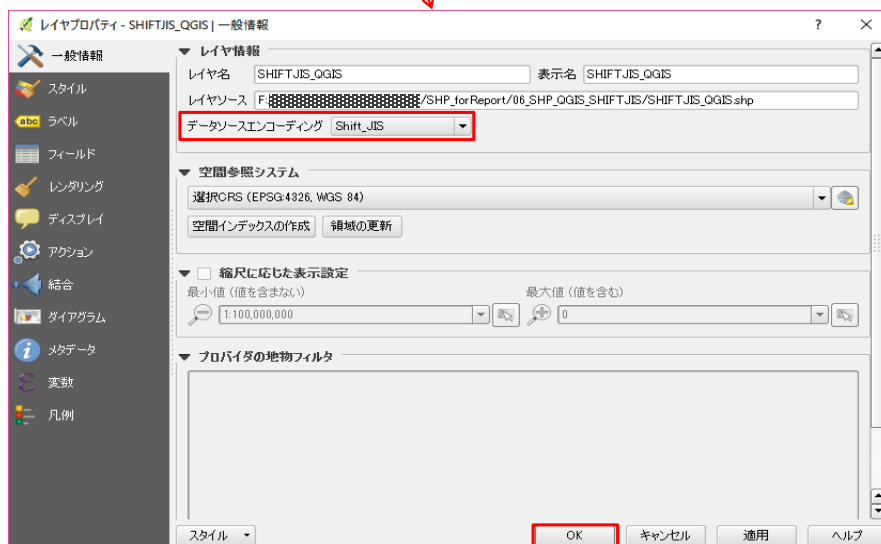 レイヤプロパティ - SHIFTJIS_QGIS | 一般情報
? ×
一般情報
スタイル
abc ラベル
フィールド
レンダリング
ディスプレイ
アクション
結合
ダイアグラム
メタデータ
変数
凡例
レイヤ情報
レイヤ名 SHIFTJIS_QGIS 表示名 SHIFTJIS_QGIS
レイヤソース F: /SHP_forReport/06_SHP_QGIS_SHIFTJIS/SHIFTJIS_QGIS.shp
データソースエンコーディング Shift_JIS
空間参照システム
選択CRS (EPSG:4326, WGS 84)
空間インデックスの作成 領域の更新
縮尺に応じた表示設定
最小値 (値を含まない) 最大値 (値を含む)
1:100,000,000 0
プロバイダの地物フィルタ
スタイル OK キャンセル 適用 ヘルプ